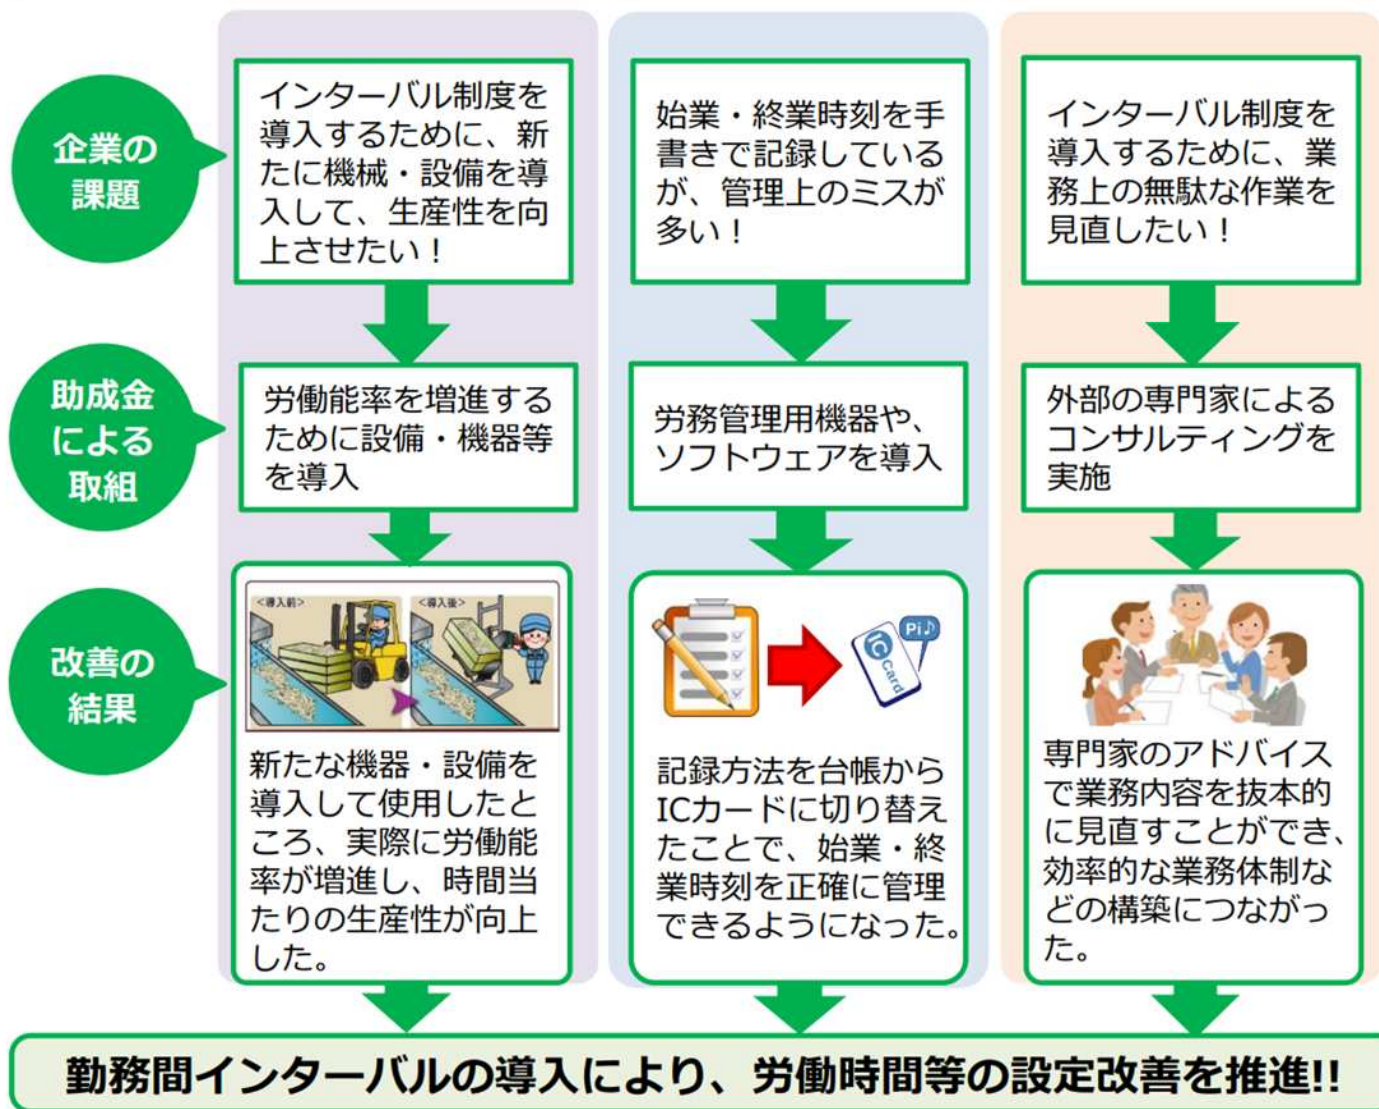 企業の
課題
インターバル制度を
導入するために、新
たに機械・設備を導
入して、生産性を向
上させたい！
始業・終業時刻を手
書きで記録している
が、管理上のミスが
多い！
インターバル制度を
導入するために、業
務上の無駄な作業を
見直したい！
助成金
による
取組
労働能率を増進する
ために設備・機器等
を導入
労務管理用機器や、
ソフトウェアを導入
外部の専門家による
コンサルティングを
実施
改善の
結果
<導入前>
<導入後>
新たな機器・設備を
導入して使用したと
ころ、実際に労働能
率が増進し、時間当
たりの生産性が向上
した。
Pi♪
IC
Card
記録方法を台帳から
ICカードに切り替え
たことで、始業・終
業時刻を正確に管理
できるようになった。
専門家のアドバイス
で業務内容を抜本的
に見直すことができ、
効率的な業務体制な
どの構築につながっ
た。
勤務間インターバルの導入により、労働時間等の設定改善を推進!!